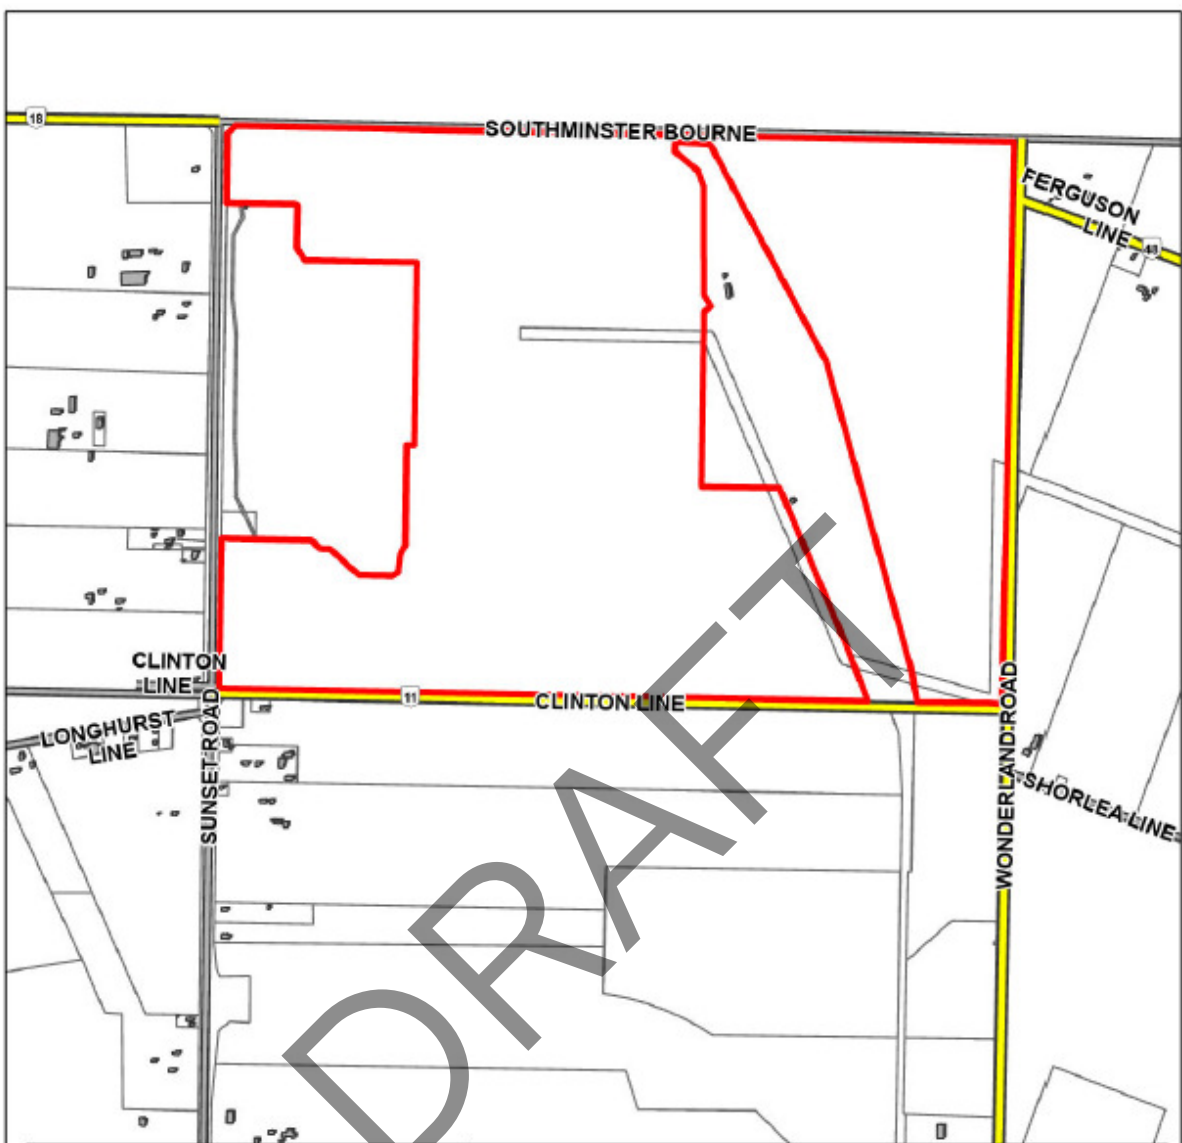 18
SOUTHMINSTER BOURNE
FERGUSON
LINE
48
CLINTON
LINE
11
CLINTON LINE
LONGHURST
LINE
SUNSET ROAD
WONDERLAND ROAD
SHORLEA LINE
DRAFT